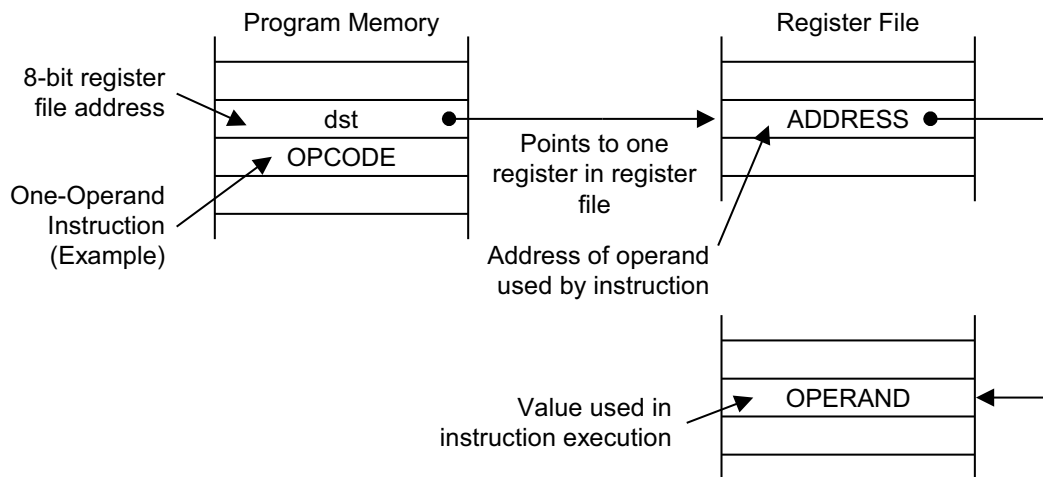 Program Memory
Register File
8-bit register
file address
dst
ADDRESS
OPCODE
Points to one
register in register
file
One-Operand
Instruction
(Example)
Address of operand
used by instruction
OPERAND
Value used in
instruction execution